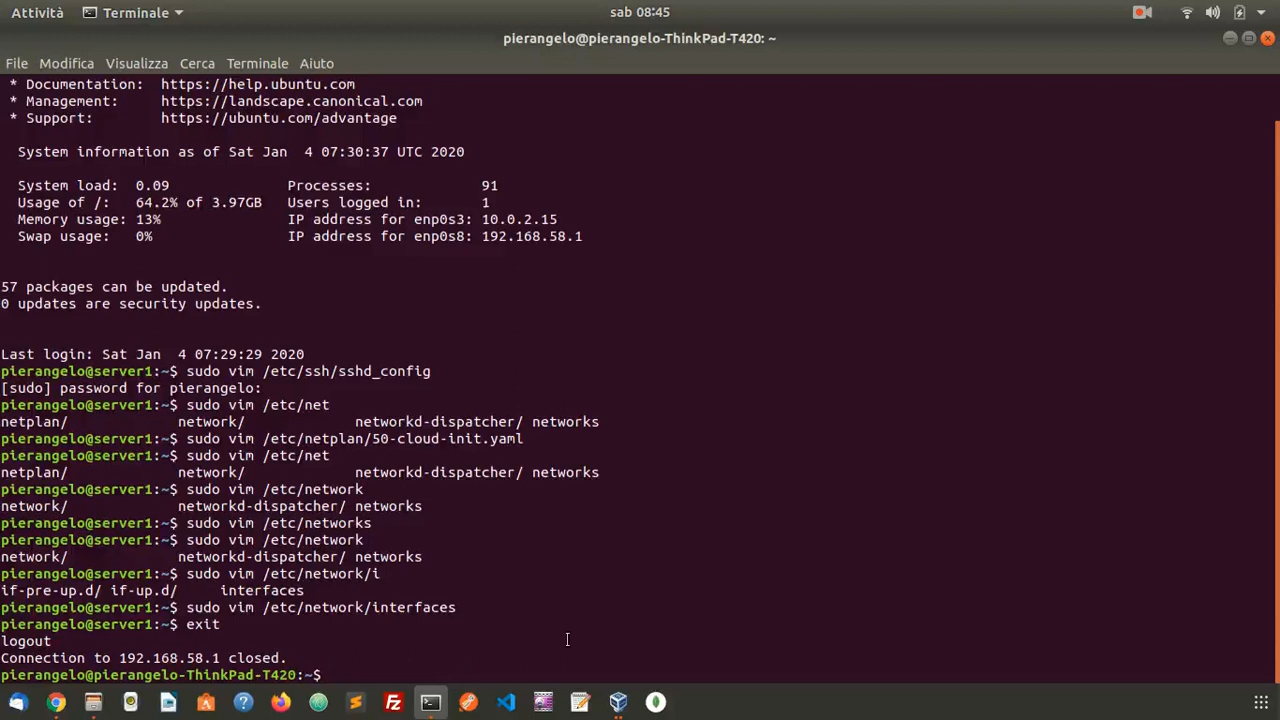 Attività
Terminale
sab 08:45
pierangelo@pierangelo-ThinkPad-T420: ~
File Modifica Visualizza Cerca Terminale Aiuto
* Documentation: https://help.ubuntu.com
* Management: https://landscape.canonical.com
* Support: https://ubuntu.com/advantage
System information as of Sat Jan 4 07:30:37 UTC 2020
System load: 0.09 Processes: 91
Usage of /: 64.2% of 3.97GB Users logged in: 1
Memory usage: 13% IP address for enp0s3: 10.0.2.15
Swap usage: 0% IP address for enp0s8: 192.168.58.1
57 packages can be updated.
0 updates are security updates.
Last login: Sat Jan 4 07:29:29 2020
pierangelo@server1:~$ sudo vim /etc/ssh/sshd_config
[sudo] password for pierangelo:
pierangelo@server1:~$ sudo vim /etc/net
netplan/ network/ networkd-dispatcher/ networks
pierangelo@server1:~$ sudo vim /etc/netplan/50-cloud-init.yaml
pierangelo@server1:~$ sudo vim /etc/net
netplan/ network/ networkd-dispatcher/ networks
pierangelo@server1:~$ sudo vim /etc/network
network/ networkd-dispatcher/ networks
pierangelo@server1:~$ sudo vim /etc/networks
pierangelo@server1:~$ sudo vim /etc/network
network/ networkd-dispatcher/ networks
pierangelo@server1:~$ sudo vim /etc/network/i
if-pre-up.d/ if-up.d/ interfaces
pierangelo@server1:~$ sudo vim /etc/network/interfaces
pierangelo@server1:~$ exit
logout
Connection to 192.168.58.1 closed.
pierangelo@pierangelo-ThinkPad-T420:~$